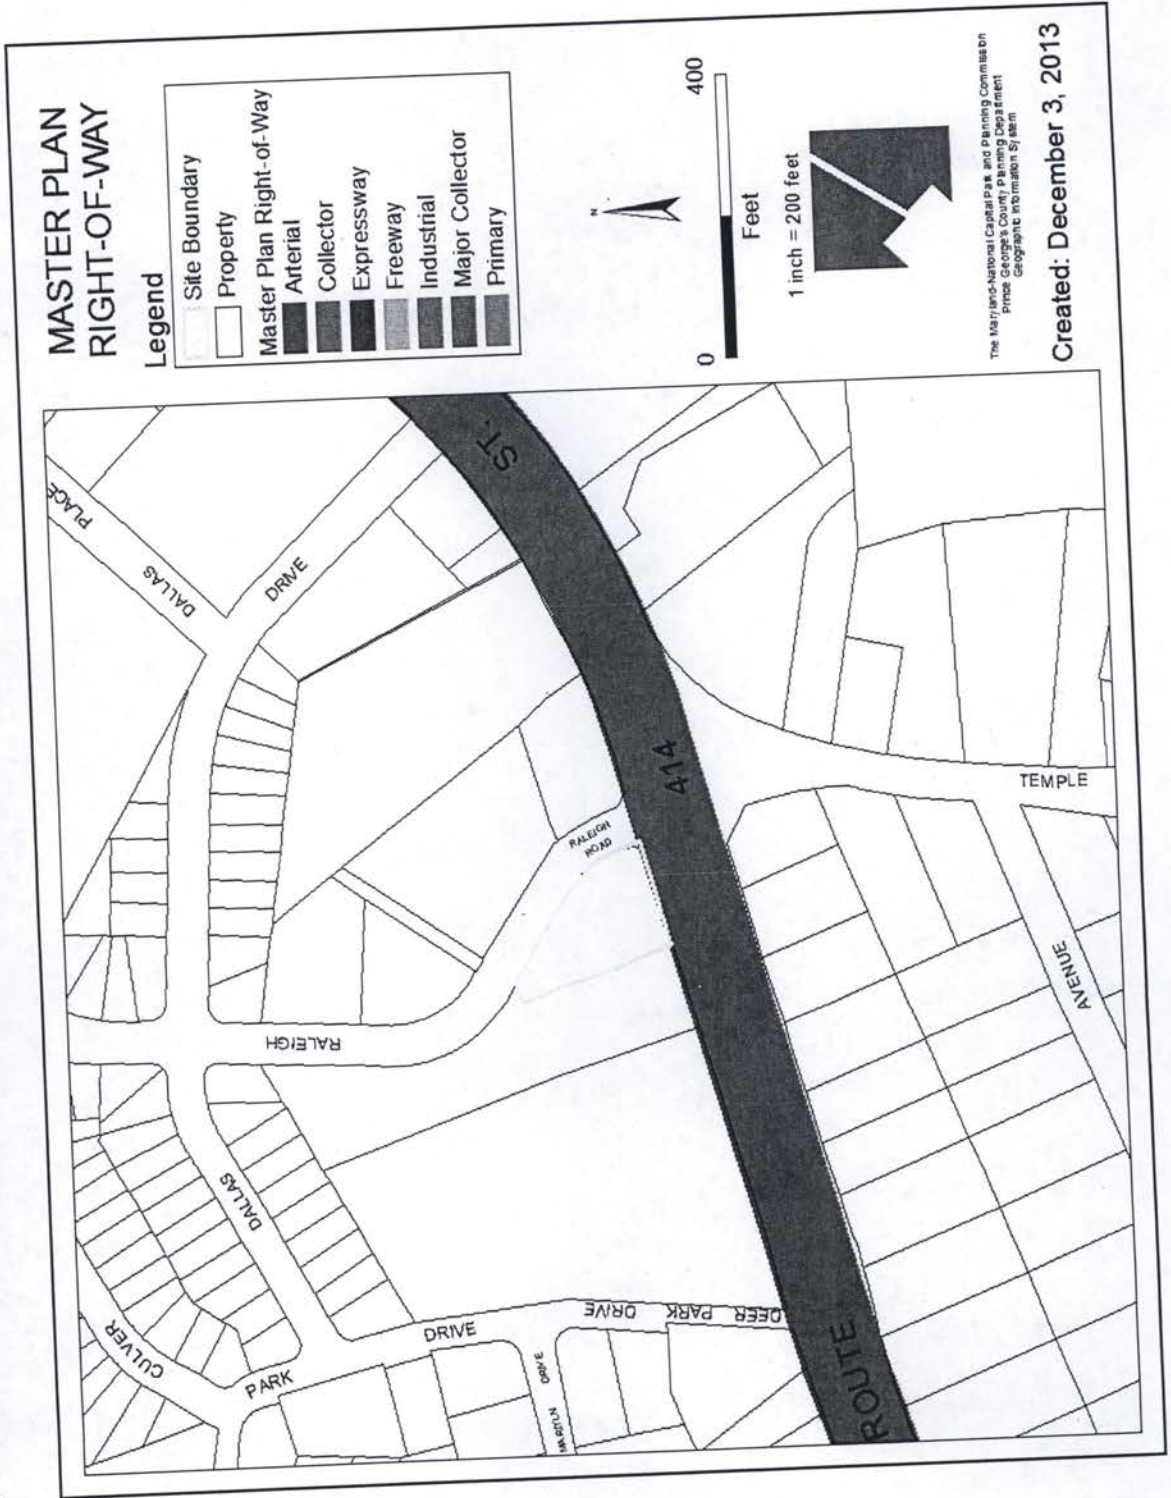 MASTER PLAN
RIGHT-OF-WAY
Legend
Site Boundary
Property
Master Plan Right-of-Way
Arterial
Collector
Expressway
Freeway
Industrial
Major Collector
Primary
N
0
400
Feet
1 inch = 200 feet
The Maryland-National Capital Park and Planning Commission
Prince George's County Planning Department
Geographic Information System
Created: December 3, 2013
CULVER
PARK
DRIVE
DALLAS
RALEIGH
DALLAS
PLACE
DRIVE
RALEIGH
ROAD
DRIVE
DEER PARK DRIVE
ROUTE
414
ST.
TEMPLE
AVENUE